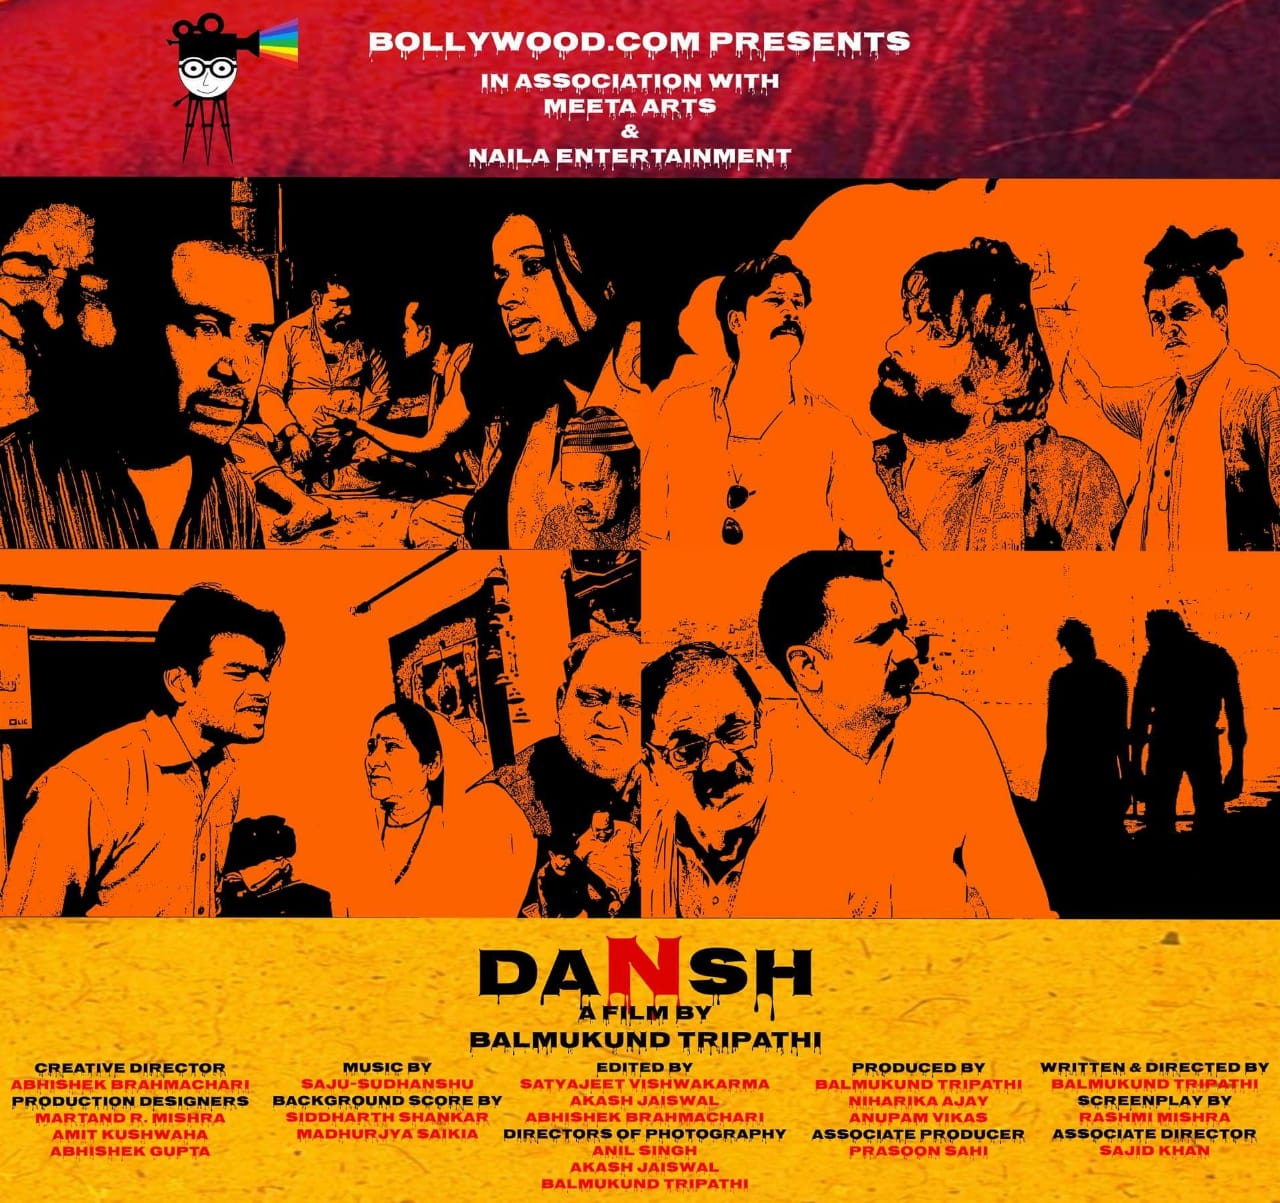 BOLLYWOOD.COM PRESENTS
IN ASSOCIATION WITH
MEETA ARTS
&
NAILA ENTERTAINMENT
LIC
DANSH
A FILM BY
BALMUKUND TRIPATHI
CREATIVE DIRECTOR
ABHISHEK BRAHMACHARI
PRODUCTION DESIGNERS
MARTAND R. MISHRA
AMIT KUSHWAHA
ABHISHEK GUPTA
MUSIC BY
SAJU-SUDHANSHU
BACKGROUND SCORE BY
SIDDHARTH SHANKAR
MADHURJYA SAIKIA
EDITED BY
SATYAJEET VISHWAKARMA
AKASH JAISWAL
ABHISHEK BRAHMACHARI
DIRECTORS OF PHOTOGRAPHY
ANIL SINGH
AKASH JAISWAL
BALMUKUND TRIPATHI
PRODUCED BY
BALMUKUND TRIPATHI
NIHARIKA AJAY
ANUPAM VIKAS
ASSOCIATE PRODUCER
PRASOON SAHI
WRITTEN & DIRECTED BY
BALMUKUND TRIPATHI
SCREENPLAY BY
RASHMI MISHRA
ASSOCIATE DIRECTOR
SAJID KHAN